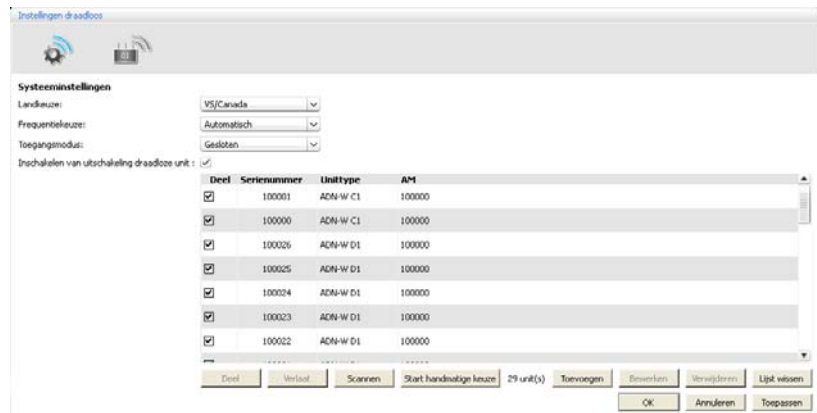 Instellingen draadloos
01
Systeeminstellingen
Landkeuze: VS/Canada
Frequentiekeuze: Automatisch
Toegangsmodus: Gesloten
Inschakelen van uitschakeling draadloze unit :
Deel Serienummer Unittype AM
100001 ADN-W C1 100000
100000 ADN-W C1 100000
100026 ADN-W D1 100000
100025 ADN-W D1 100000
100024 ADN-W D1 100000
100023 ADN-W D1 100000
100022 ADN-W D1 100000
Deel Verlaat Scannen Start handmatige keuze 29 unit(s) Toevoegen Bewerken Verwijderen Lijst wissen
OK Annuleren Toepassen